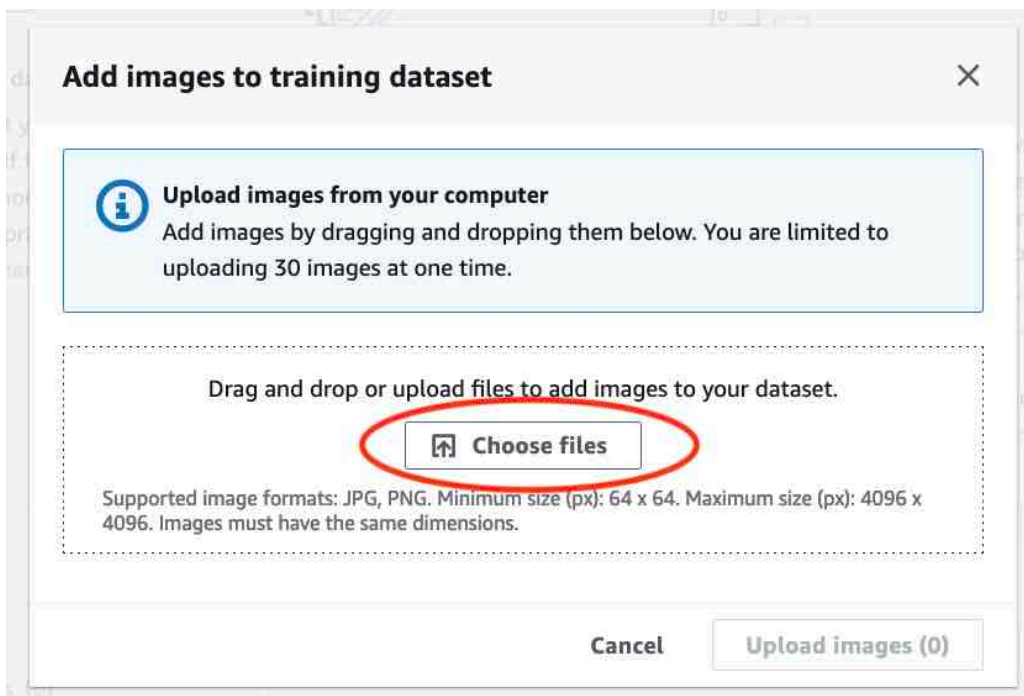 Add images to training dataset
Upload images from your computer
Add images by dragging and dropping them below. You are limited to
uploading 30 images at one time.
Drag and drop or upload files to add images to your dataset.
Choose files
Supported image formats: JPG, PNG. Minimum size (px): 64 x 64. Maximum size (px): 4096 x
4096. Images must have the same dimensions.
Cancel
Upload images (0)